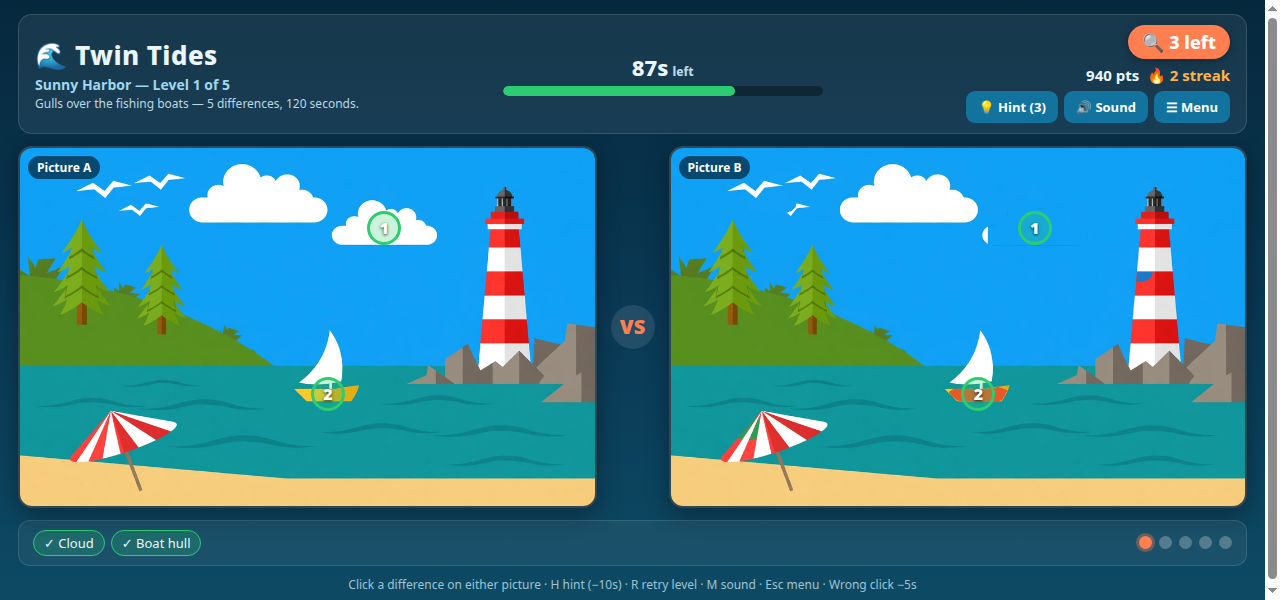 🌊 Twin Tides
Sunny Harbor — Level 1 of 5
Gulls over the fishing boats — 5 differences, 120 seconds.
87s left
🔍 3 left
940 pts 🔥 2 streak
💡 Hint (3)
🔊 Sound
☰ Menu
Picture A
1
2
VS
Picture B
1
2
✓ Cloud
✓ Boat hull
Click a difference on either picture · H hint (−10s) · R retry level · M sound · Esc menu · Wrong click −5s